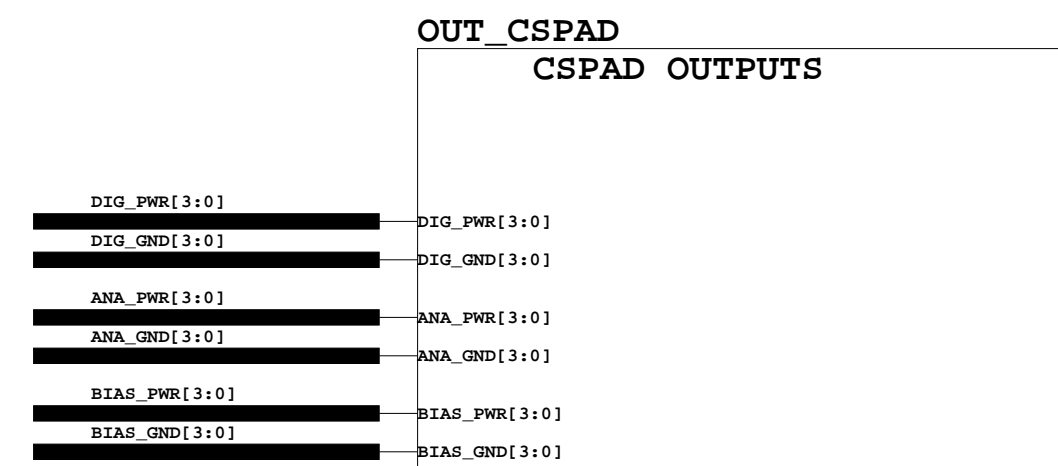 OUT_CSPAD
CSPAD OUTPUTS
DIG_PWR[3:0]
DIG_PWR[3:0]
DIG_GND[3:0]
DIG_GND[3:0]
ANA_PWR[3:0]
ANA_PWR[3:0]
ANA_GND[3:0]
ANA_GND[3:0]
BIAS_PWR[3:0]
BIAS_PWR[3:0]
BIAS_GND[3:0]
BIAS_GND[3:0]